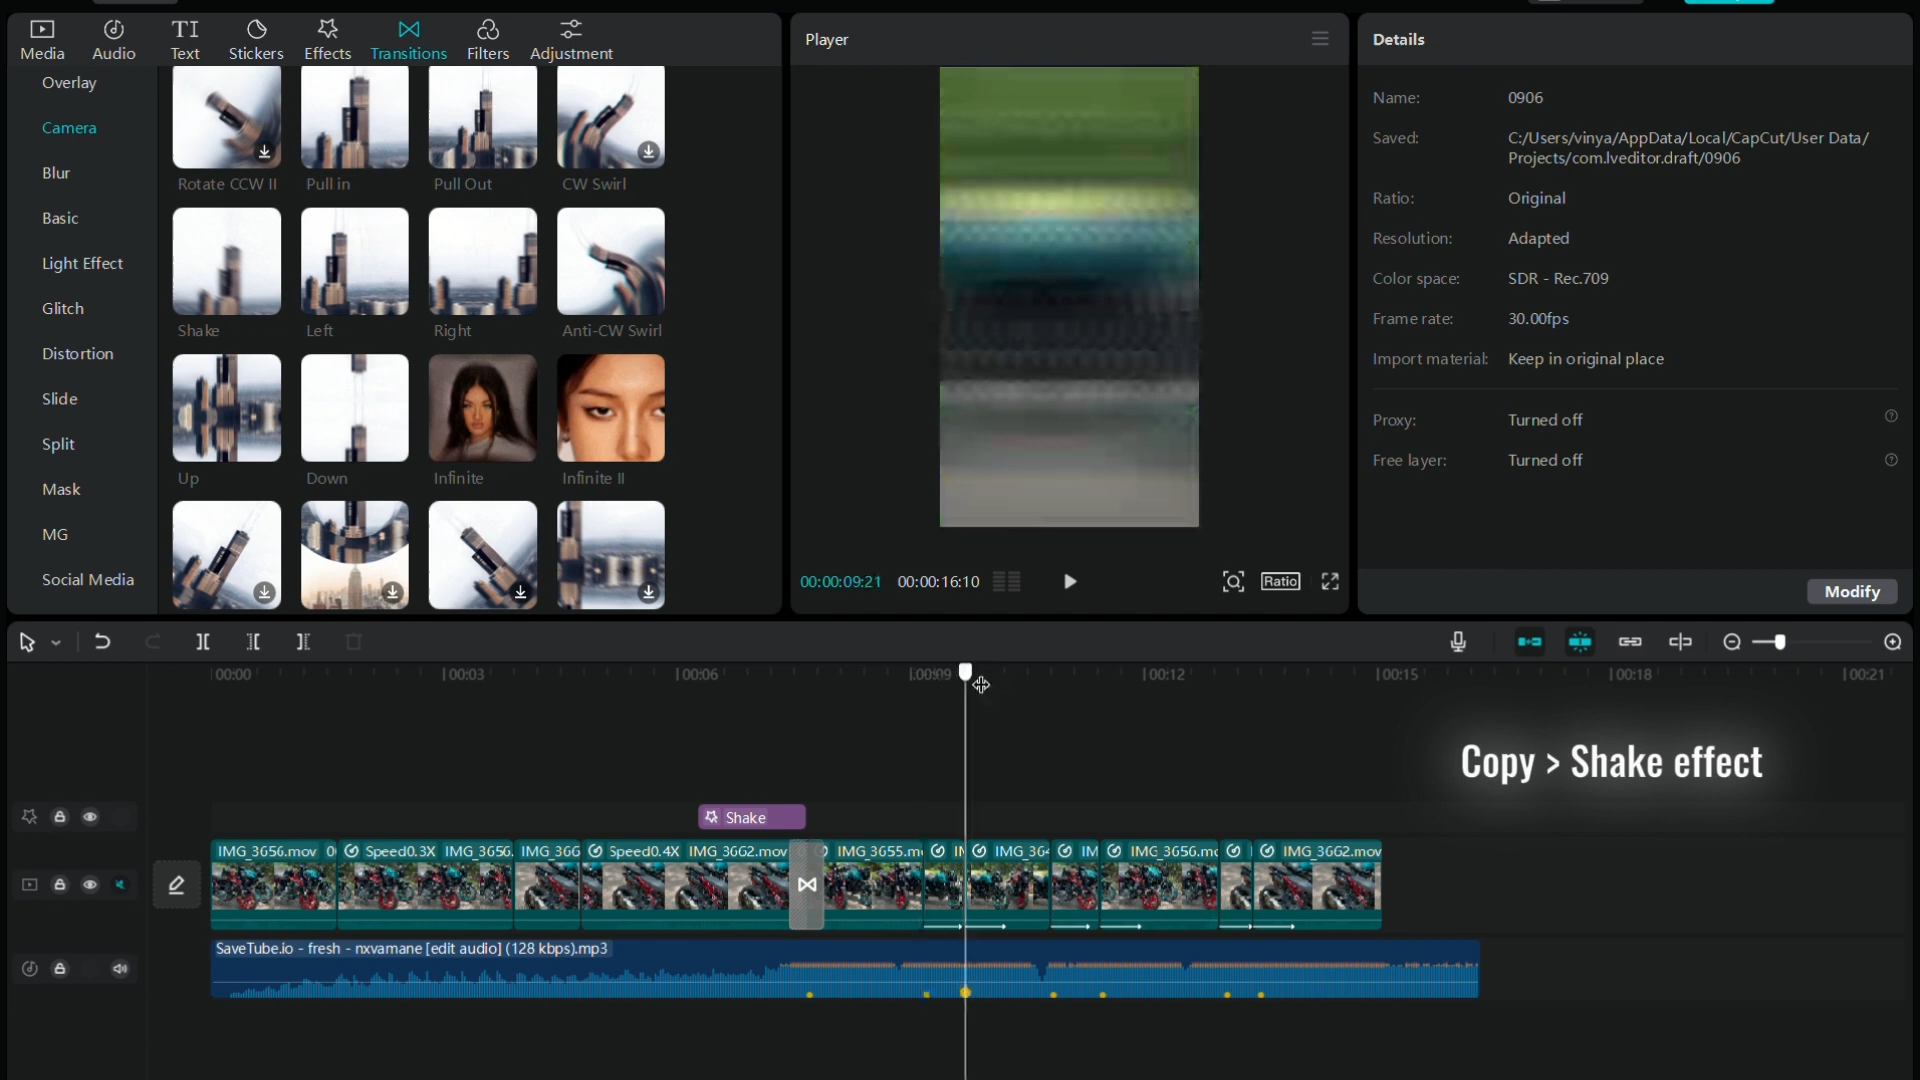 Media
Audio
Text
Stickers
Effects
Transitions
Filters
Adjustment
Overlay
Camera
Blur
Basic
Light Effect
Glitch
Distortion
Slide
Split
Mask
MG
Social Media
Rotate CCW II
Pull in
Pull Out
CW Swirl
Shake
Left
Right
Anti-CW Swirl
Up
Down
Infinite
Infinite II
Player
00:00:09:21
00:00:16:10
Ratio
Details
Name: 0906
Saved: C:/Users/vinya/AppData/Local/CapCut/User Data/
Projects/com.lveditor.draft/0906
Ratio: Original
Resolution: Adapted
Color space: SDR - Rec.709
Frame rate: 30.00fps
Import material: Keep in original place
Proxy: Turned off
Free layer: Turned off
Modify
00:00
00:03
00:06
00:09
00:12
00:15
00:18
00:21
Copy > Shake effect
Shake
IMG_3656.mov
Speed0.3X IMG_3656.
IMG_366
Speed0.4X IMG_3662.mov
IMG_3655.m
IMG_364
IM
IMG_3656.mo
IMG_3662.mov
SaveTube.io - fresh - nxvamane [edit audio] (128 kbps).mp3